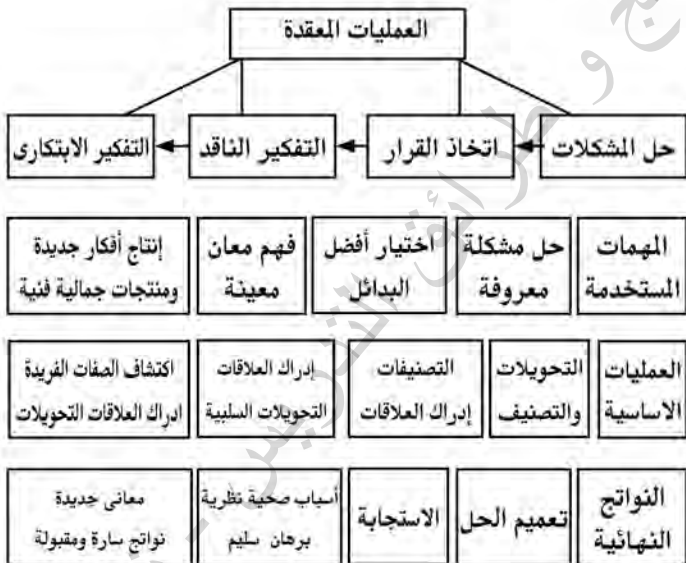 العمليات المعقدة
حل المشكلات
اتخاذ القرار
التفكير الناقد
التفكير الابتكارى
المهمات
المستخدمة
حل مشكلة
معروفة
اختيار أفضل
البدائل
فهم معان
معينة
إنتاج أفكار جديدة
ومنتجات جمالية فنية
العمليات
الاساسية
التحويلات
والتصنيف
التصنيفات
إدراك العلاقات
إدراك العلاقات
التحويلات السلبية
اكتشاف الصفات الفريدة
ادراك العلاقات التحويلات
النواتج
النهائية
تعميم الحل
الاستجابة
أسباب صحية نظرية
برهان سليم
معانى جديدة
نواتج سارة ومقبولة
ج و طرائق التدريس -